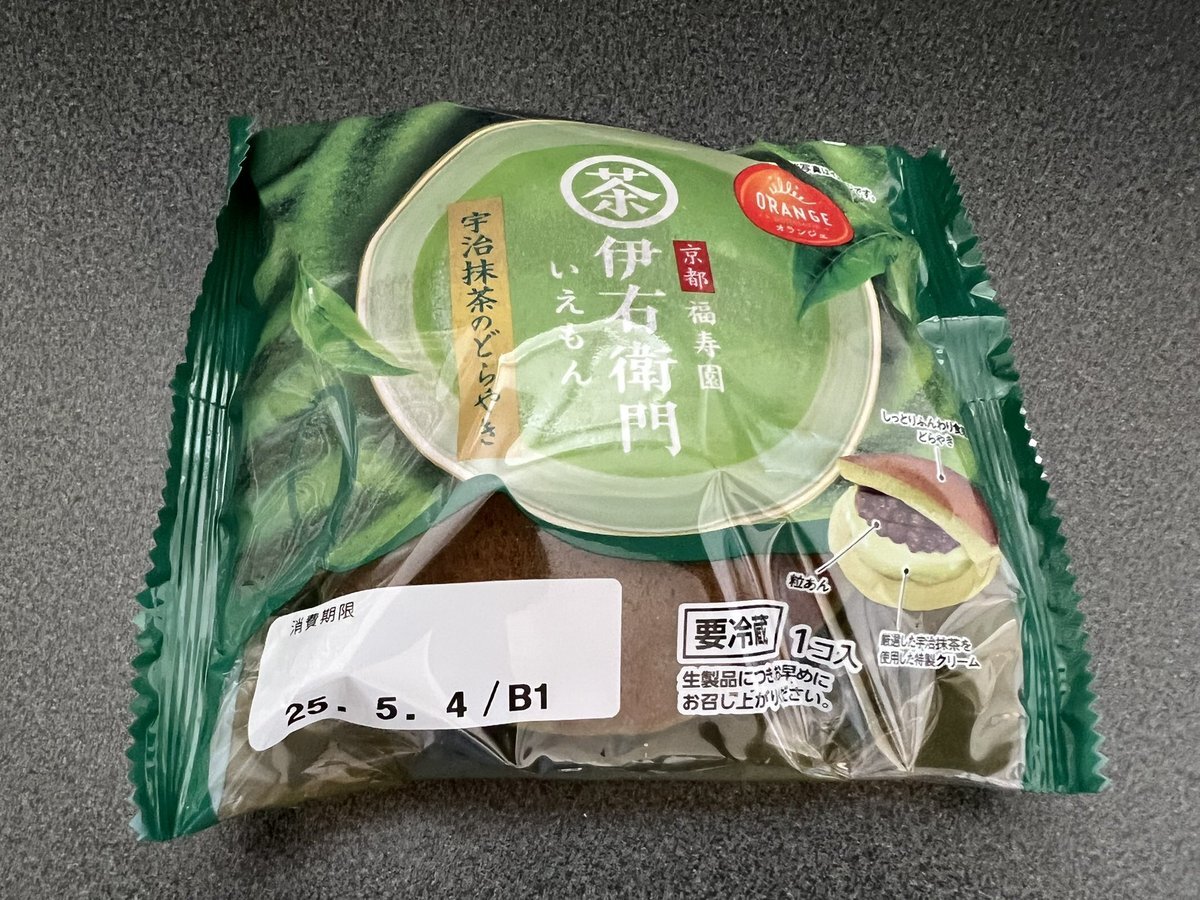 茶
京都 福寿園
伊右衛門
いえもん
宇治抹茶のどらやき
ORANGE
オランジェ
しっとりふんわり食
どらやき
粒あん
厳選した宇治抹茶を
使用した特製クリーム
要冷蔵 1コ入
生製品につきお早めに
お召し上がりください。
消費期限
25. 5. 4 /B1